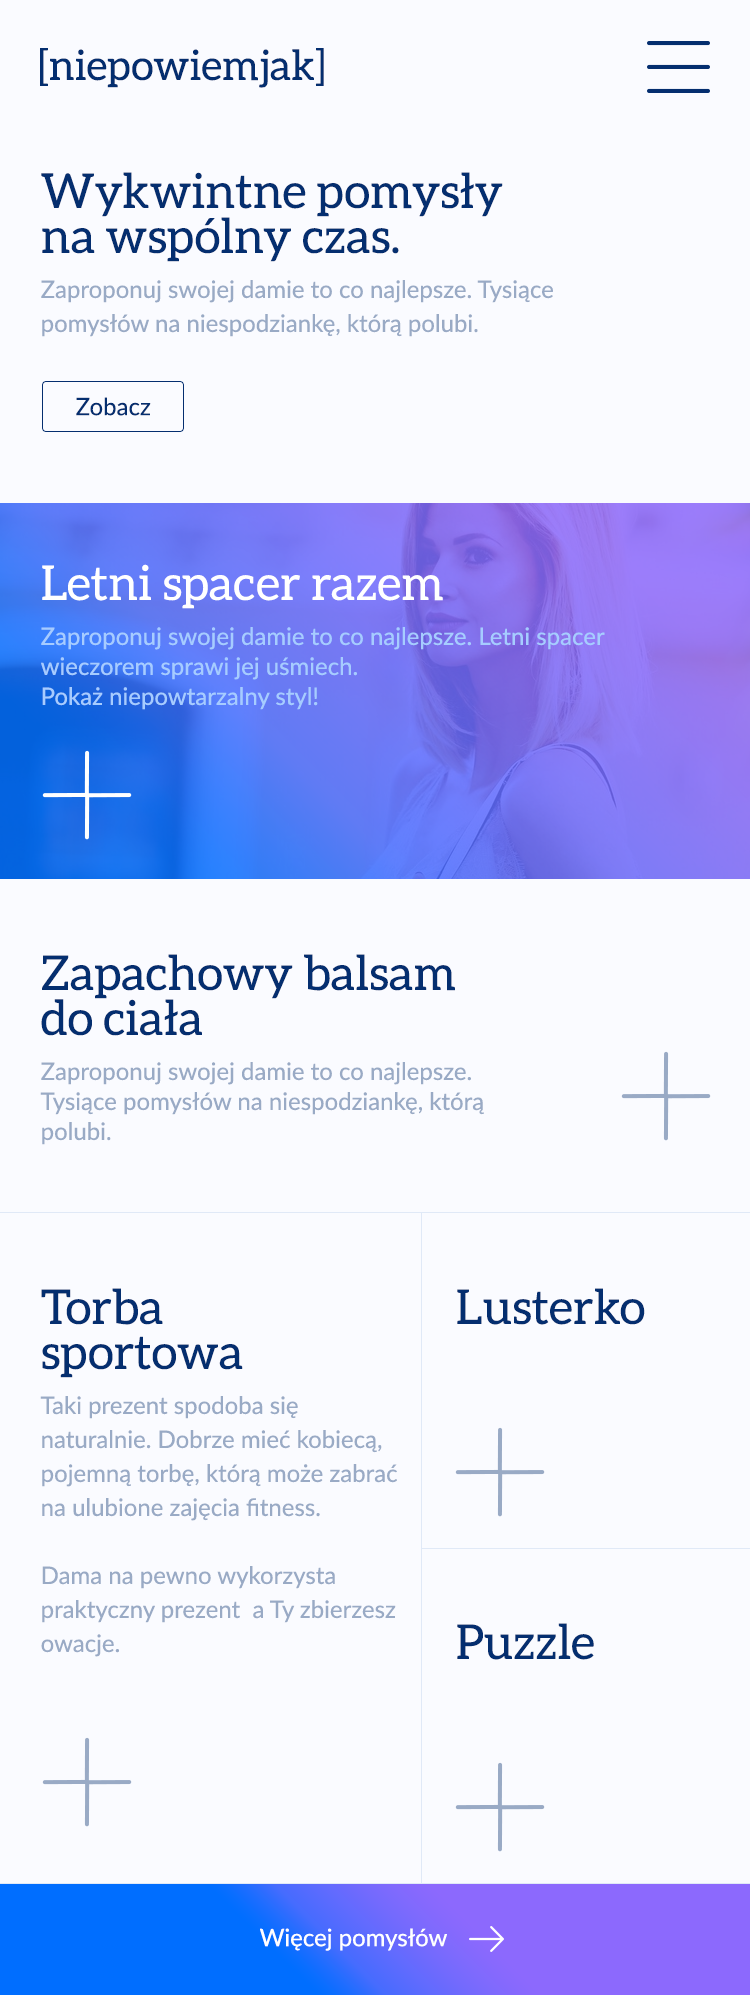 [niepowiemjak]
Wykwintne pomysły
na wspólny czas.
Zaproponuj swojej damie to co najlepsze. Tysiące
pomysłów na niespodziankę, którą polubi.
Zobacz
Letni spacer razem
Zaproponuj swojej damie to co najlepsze. Letni spacer
wieczorem sprawi jej uśmiech.
Pokaż niepowtarzalny styl!
Zapachowy balsam
do ciała
Zaproponuj swojej damie to co najlepsze.
Tysiące pomysłów na niespodziankę, którą
polubi.
Torba
sportowa
Taki prezent spodoba się
naturalnie. Dobrze mieć kobiecą,
pojemną torbę, którą może zabrać
na ulubione zajęcia fitness.
Dama na pewno wykorzysta
praktyczny prezent  a Ty zbierzesz
owacje.
Lusterko
Puzzle
Więcej pomysłów